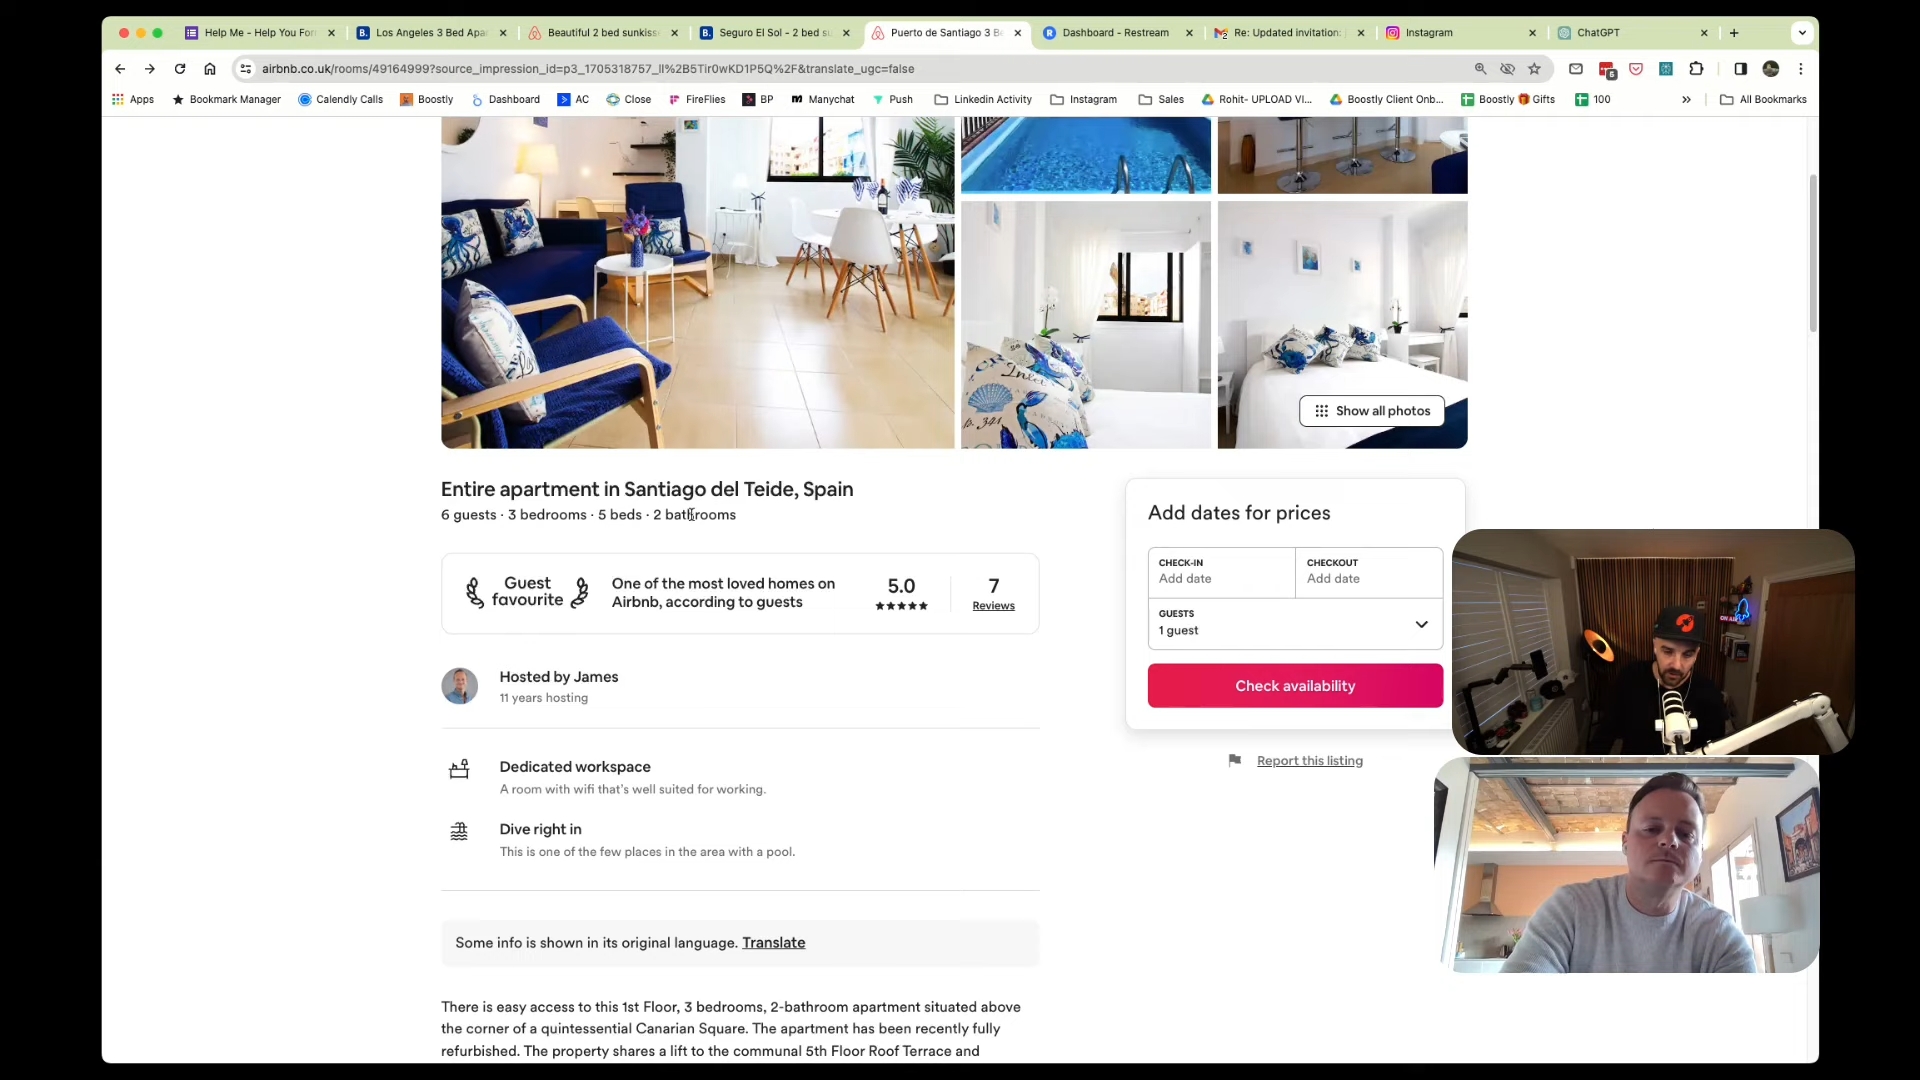 Help Me - Help You For
Los Angeles 3 Bed Apa
Beautiful 2 bed sunkiss
Seguro El Sol - 2 bed s
Puerto de Santiago 3 B
Dashboard - Restream
Re: Updated invitation:
Instagram
ChatGPT
airbnb.co.uk/rooms/49164999?source_impression_id=p3_1705318757_ll%2B5Tir0wKD1P5Q%2F&translate_ugc=false
Apps
Bookmark Manager
Calendly Calls
Boostly
Dashboard
AC
Close
FireFlies
BP
Manychat
Push
Linkedin Activity
Instagram
Sales
Rohit- UPLOAD VI...
Boostly Client Onb...
Boostly 🎁 Gifts
100
All Bookmarks
Show all photos
Entire apartment in Santiago del Teide, Spain
6 guests · 3 bedrooms · 5 beds · 2 bathrooms
Guest favourite
One of the most loved homes on
Airbnb, according to guests
5.0
7
Reviews
Hosted by James
11 years hosting
Dedicated workspace
A room with wifi that's well suited for working.
Dive right in
This is one of the few places in the area with a pool.
Some info is shown in its original language. Translate
There is easy access to this 1st Floor, 3 bedrooms, 2-bathroom apartment situated above
the corner of a quintessential Canarian Square. The apartment has been recently fully
refurbished. The property shares a lift to the communal 5th Floor Roof Terrace and
Add dates for prices
CHECK-IN
Add date
CHECKOUT
Add date
GUESTS
1 guest
Check availability
Report this listing